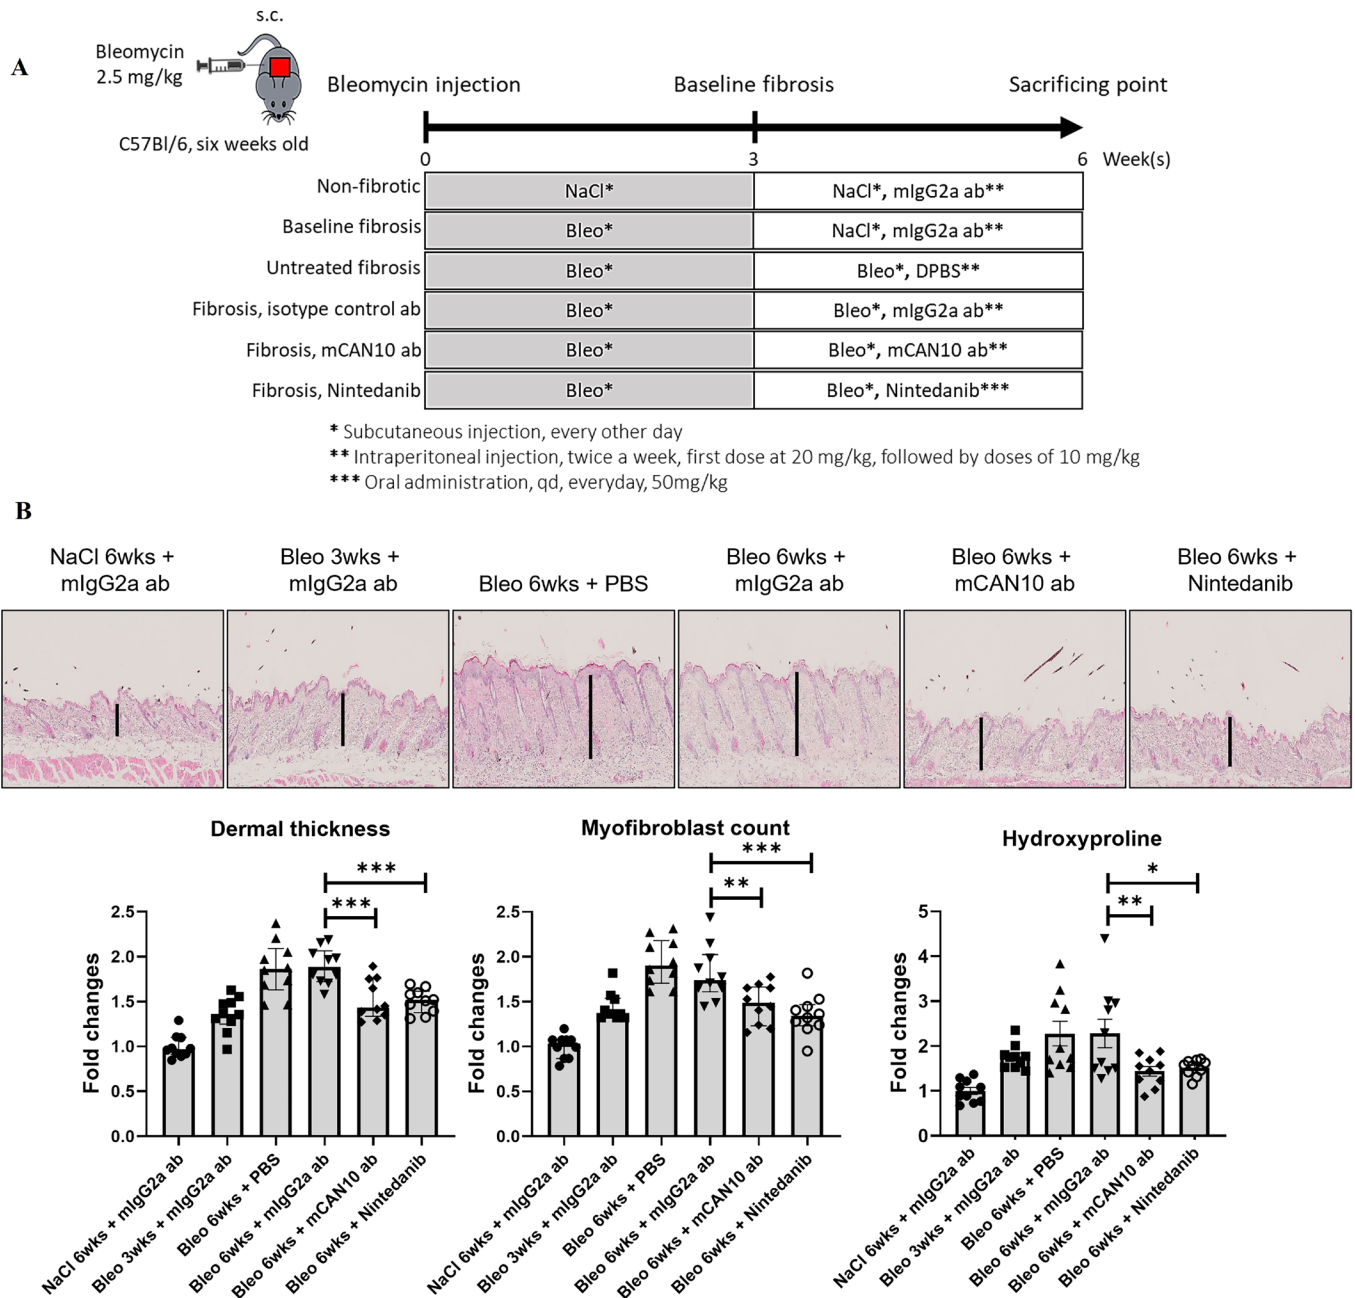 A
s.c.
Bleomycin
2.5 mg/kg
C57Bl/6, six weeks old
Bleomycin injection
Baseline fibrosis
Sacrificing point
0
3
6
Week(s)
Non-fibrotic
NaCl*
NaCl*, mIgG2a ab**
Baseline fibrosis
Bleo*
NaCl*, mIgG2a ab**
Untreated fibrosis
Bleo*
Bleo*, DPBS**
Fibrosis, isotype control ab
Bleo*
Bleo*, mIgG2a ab**
Fibrosis, mCAN10 ab
Bleo*
Bleo*, mCAN10 ab**
Fibrosis, Nintedanib
Bleo*
Bleo*, Nintedanib***
* Subcutaneous injection, every other day
** Intraperitoneal injection, twice a week, first dose at 20 mg/kg, followed by doses of 10 mg/kg
*** Oral administration, qd, everyday, 50mg/kg
B
NaCl 6wks +
mIgG2a ab
Bleo 3wks +
mIgG2a ab
Bleo 6wks + PBS
Bleo 6wks +
mIgG2a ab
Bleo 6wks +
mCAN10 ab
Bleo 6wks +
Nintedanib
Dermal thickness
***
***
Fold changes
2.5
2.0
1.5
1.0
0.5
0.0
NaCl 6wks + mIgG2a ab
Bleo 3wks + mIgG2a ab
Bleo 6wks + PBS
Bleo 6wks + mIgG2a ab
Bleo 6wks + mCAN10 ab
Bleo 6wks + Nintedanib
Myofibroblast count
***
**
Fold changes
2.5
2.0
1.5
1.0
0.5
0.0
NaCl 6wks + mIgG2a ab
Bleo 3wks + mIgG2a ab
Bleo 6wks + PBS
Bleo 6wks + mIgG2a ab
Bleo 6wks + mCAN10 ab
Bleo 6wks + Nintedanib
Hydroxyproline
*
**
Fold changes
5
4
3
2
1
0
NaCl 6wks + mIgG2a ab
Bleo 3wks + mIgG2a ab
Bleo 6wks + PBS
Bleo 6wks + mIgG2a ab
Bleo 6wks + mCAN10 ab
Bleo 6wks + Nintedanib